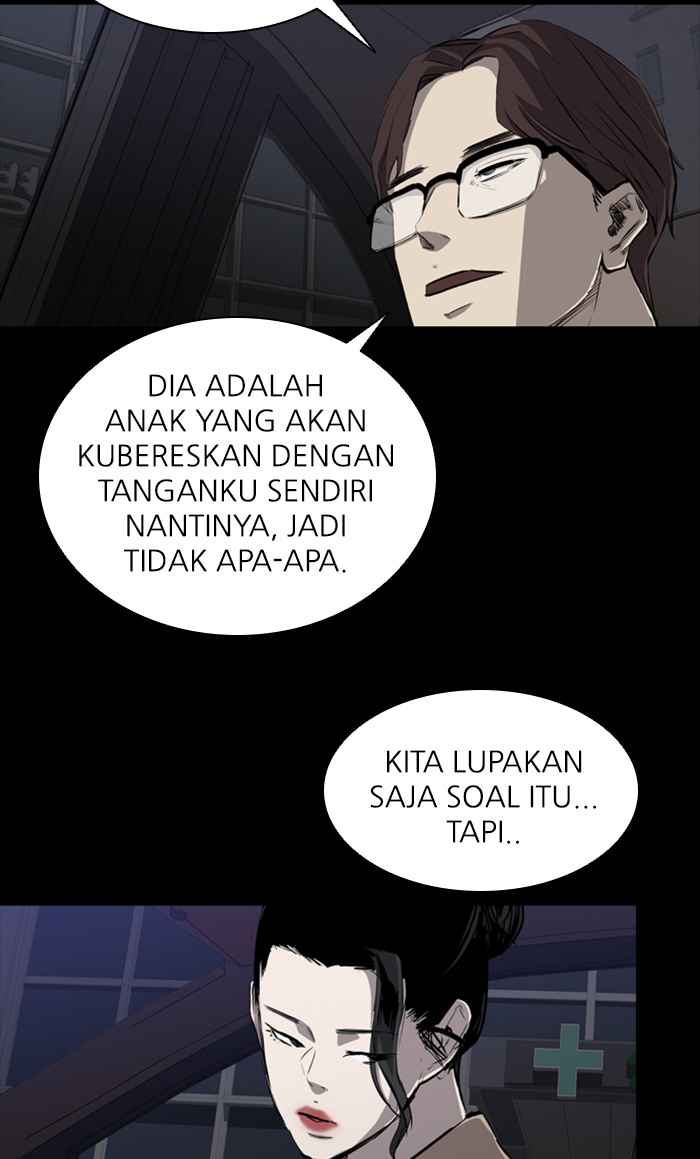 DIA ADALAH
ANAK YANG AKAN
KUBERESKAN DENGAN
TANGANKU SENDIRI
NANTINYA, JADI
TIDAK APA-APA.
KITA LUPAKAN
SAJA SOAL ITU...
TAPI..